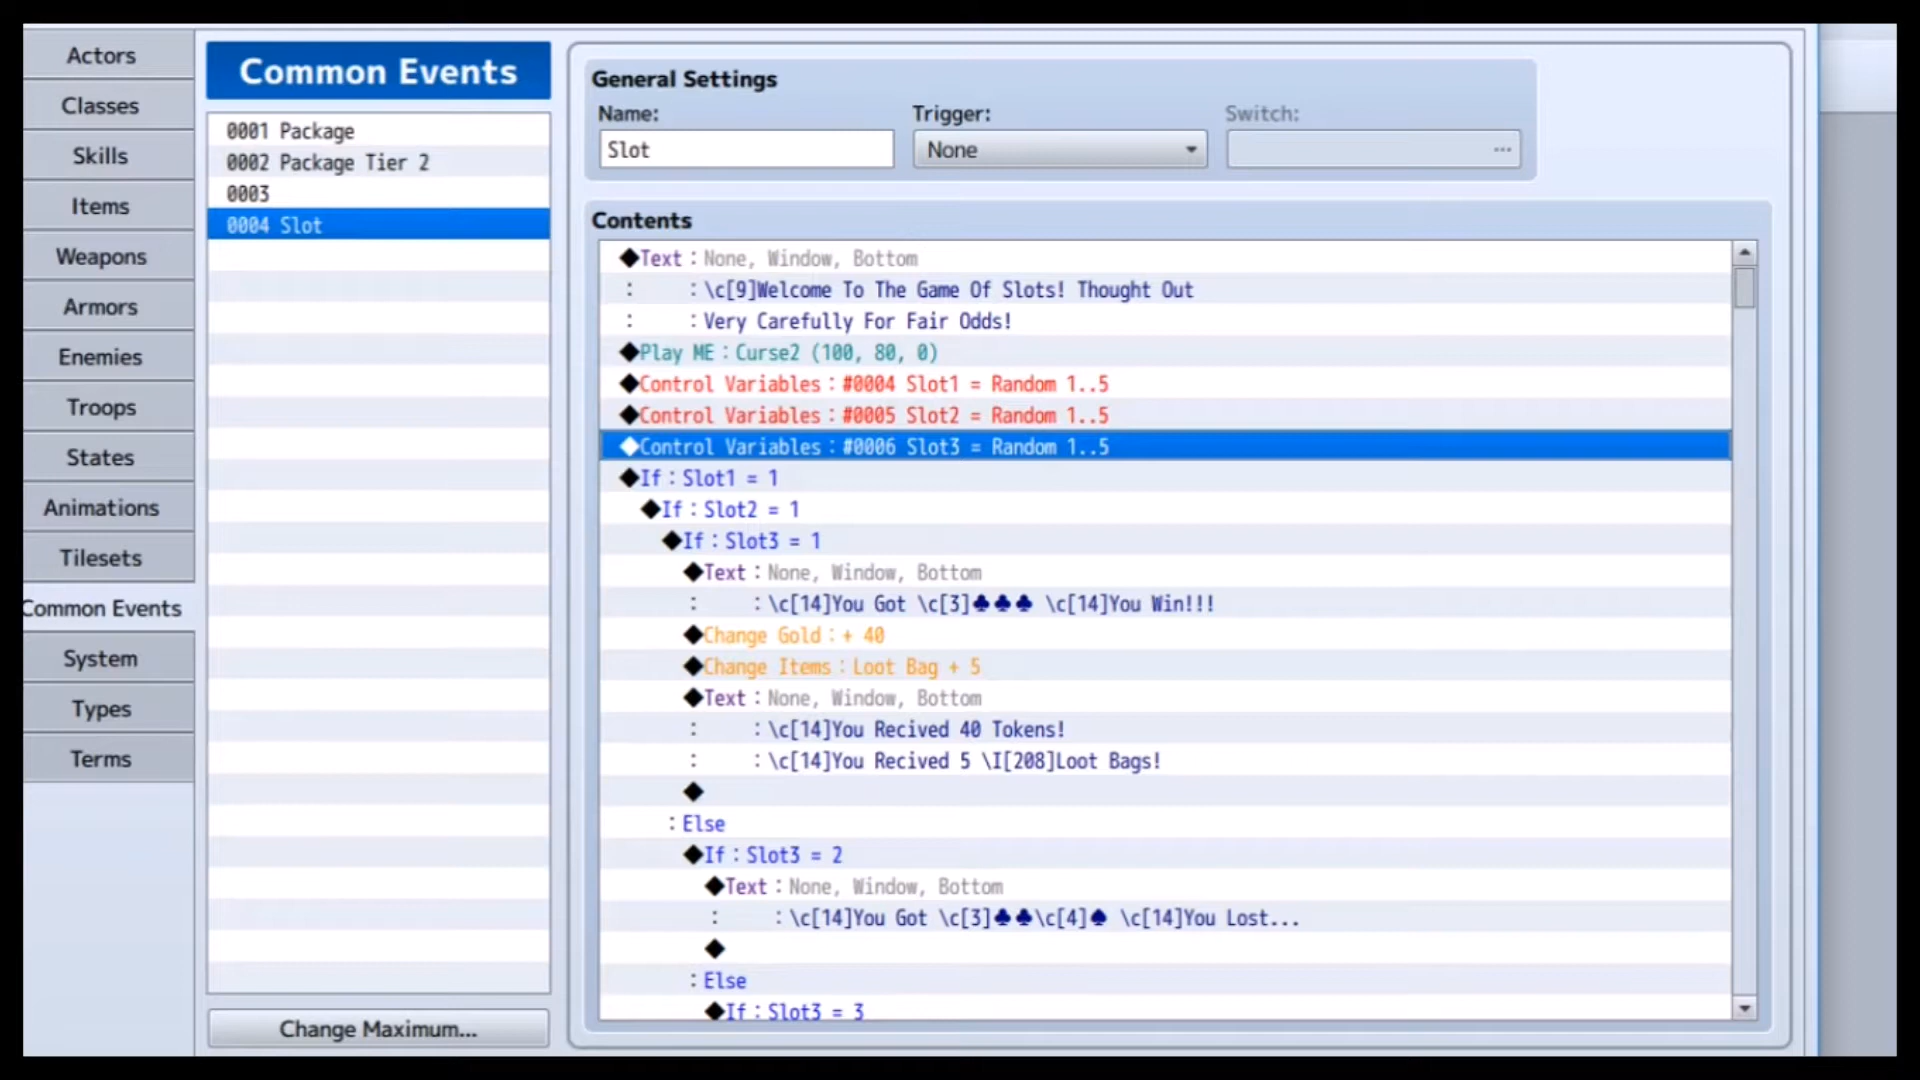 Actors
Classes
Skills
Items
Weapons
Armors
Enemies
Troops
States
Animations
Tilesets
Common Events
System
Types
Terms
Common Events
0001 Package
0002 Package Tier 2
0003
0004 Slot
Change Maximum...
General Settings
Name:
Slot
Trigger:
None
Switch:
...
Contents
◆Text : None, Window, Bottom
: : \c[9]Welcome To The Game Of Slots! Thought Out
: : Very Carefully For Fair Odds!
◆Play ME : Curse2 (100, 80, 0)
◆Control Variables : #0004 Slot1 = Random 1..5
◆Control Variables : #0005 Slot2 = Random 1..5
◆Control Variables : #0006 Slot3 = Random 1..5
◆If : Slot1 = 1
◆If : Slot2 = 1
◆If : Slot3 = 1
◆Text : None, Window, Bottom
: : \c[14]You Got \c[3]♣♣♣ \c[14]You Win!!!
◆Change Gold : + 40
◆Change Items : Loot Bag + 5
◆Text : None, Window, Bottom
: : \c[14]You Recived 40 Tokens!
: : \c[14]You Recived 5 \I[208]Loot Bags!
◆
: Else
◆If : Slot3 = 2
◆Text : None, Window, Bottom
: : \c[14]You Got \c[3]♣♣\c[4]♠ \c[14]You Lost...
◆
: Else
◆If : Slot3 = 3